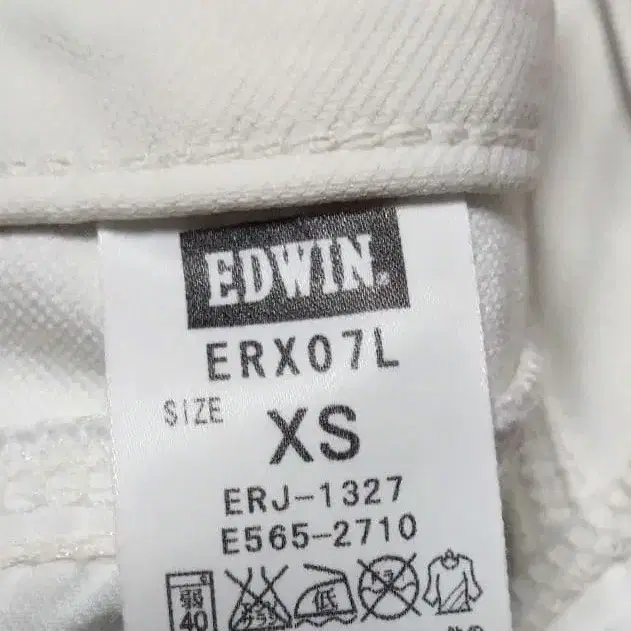 EDWIN.
ERX07L
SIZE
XS
ERJ-1327
E565-2710
弱 低
40